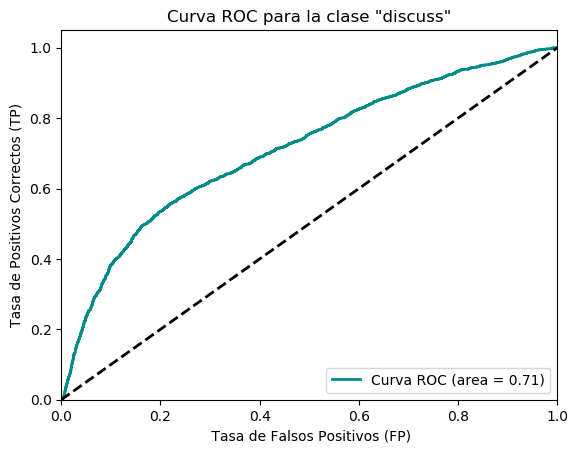 Curva ROC para la clase "discuss"
Tasa de Positivos Correctos (TP)
1.0
0.8
0.6
0.4
0.2
0.0
0.0 0.2 0.4 0.6 0.8 1.0
Curva ROC (area = 0.71)
Tasa de Falsos Positivos (FP)